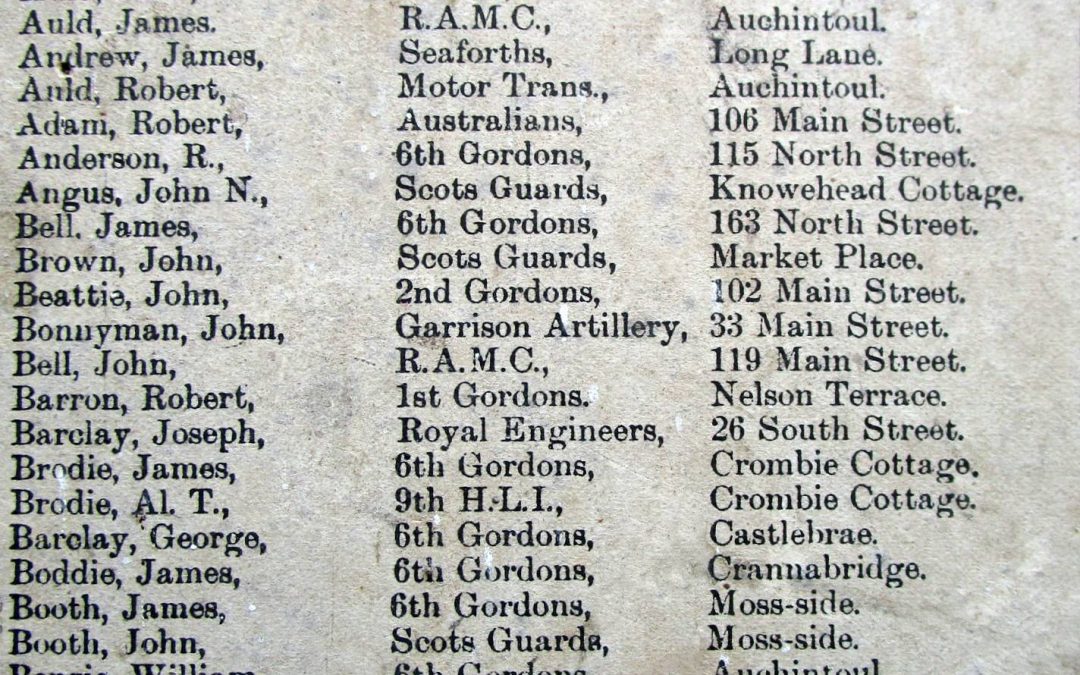 Auld, James. R.A.M.C., Auchintoul.
Andrew, James, Seaforths, Long Lane.
Auld, Robert, Motor Trans., Auchintoul.
Adam, Robert, Australians, 106 Main Street.
Anderson, R., 6th Gordons, 115 North Street.
Angus, John N., Scots Guards, Knowehead Cottage.
Bell, James, 6th Gordons, 163 North Street.
Brown, John, Scots Guards, Market Place.
Beattie, John, 2nd Gordons, 102 Main Street.
Bonnyman, John, Garrison Artillery, 33 Main Street.
Bell, John, R.A.M.C., 119 Main Street.
Barron, Robert, 1st Gordons. Nelson Terrace.
Barclay, Joseph, Royal Engineers, 26 South Street.
Brodie, James, 6th Gordons, Crombie Cottage.
Brodie, Al. T., 9th H.L.I., Crombie Cottage.
Barclay, George, 6th Gordons, Castlebrae.
Boddie, James, 6th Gordons, Crannabridge.
Booth, James, 6th Gordons, Moss-side.
Booth, John, Scots Guards, Moss-side.
William 6th Gordons Auchintoul